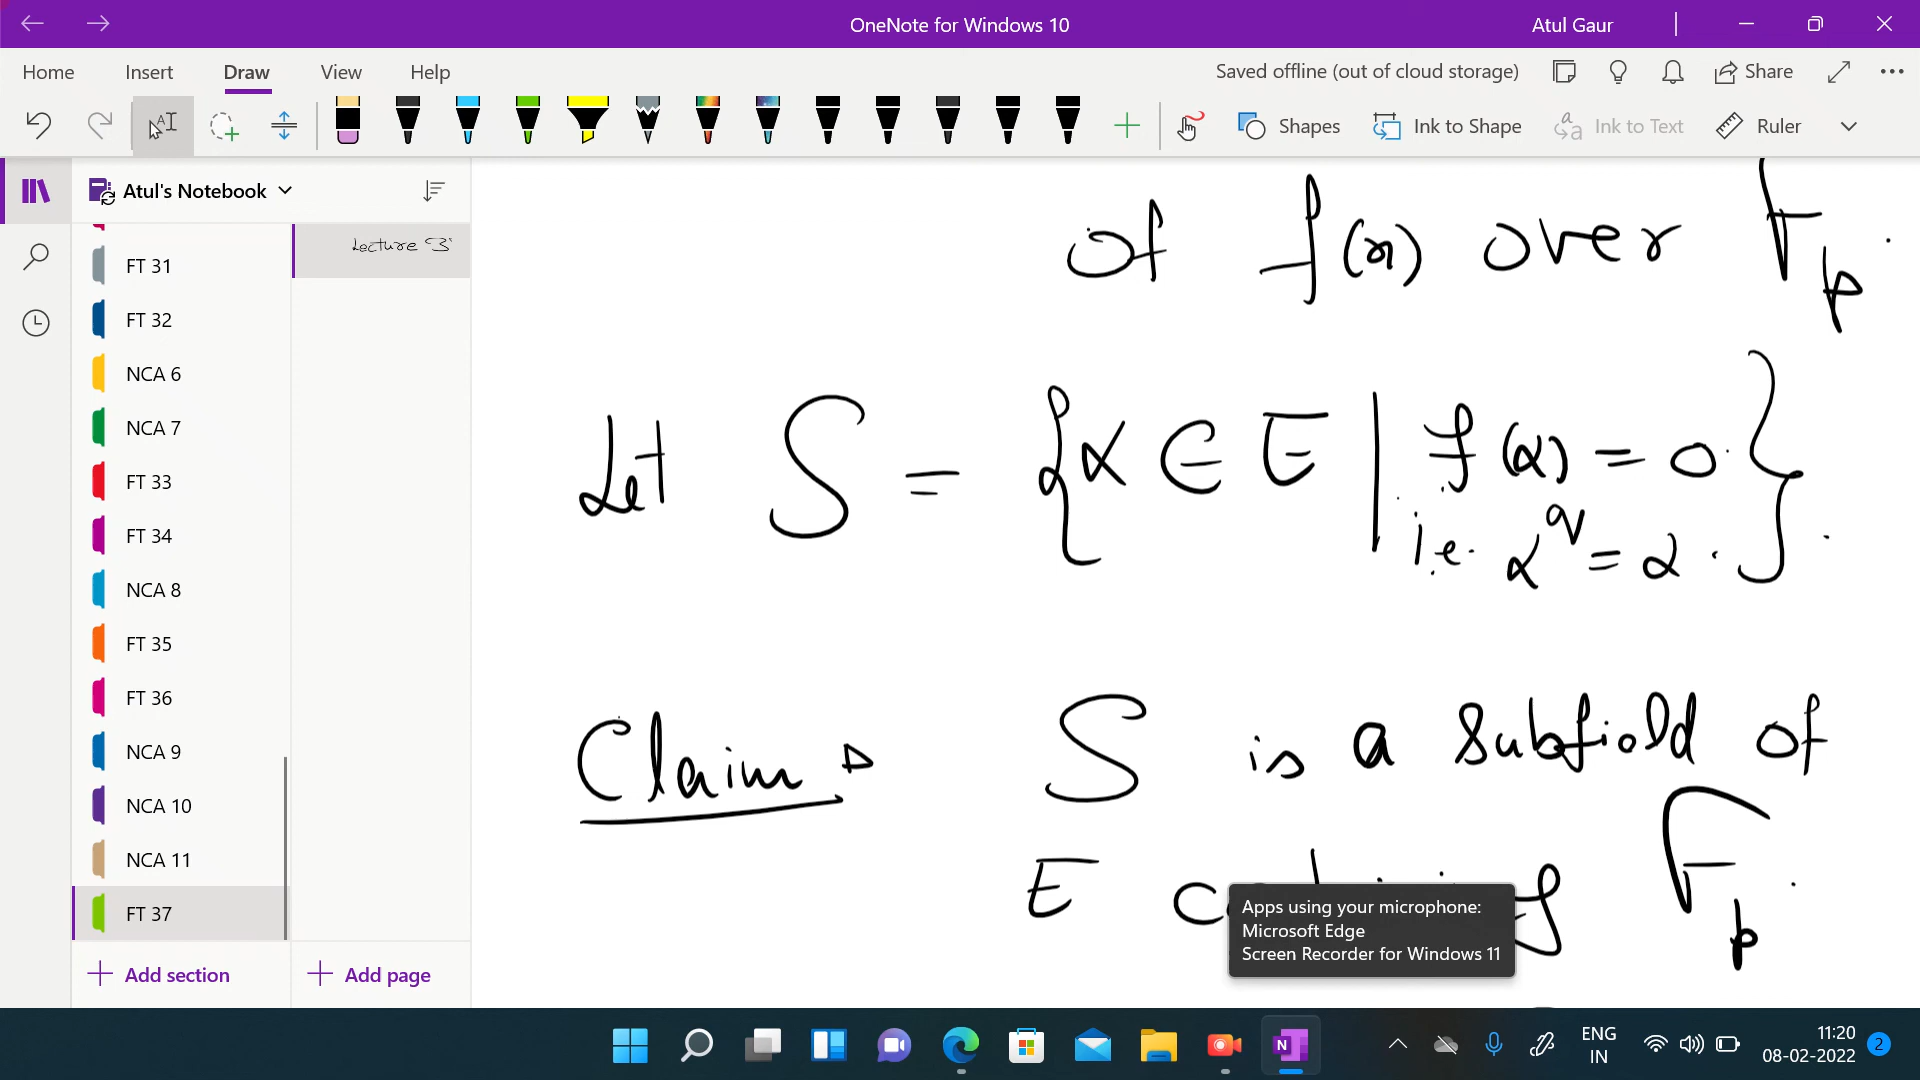 OneNote for Windows 10
Atul Gaur
Home Insert Draw View Help
Saved offline (out of cloud storage)
Share
Shapes Ink to Shape Ink to Text Ruler
Atul's Notebook
Lecture 3
FT 31
FT 32
NCA 6
NCA 7
FT 33
FT 34
NCA 8
FT 35
FT 36
NCA 9
NCA 10
NCA 11
FT 37
Add section
Add page
of f(x) over F_p.
Let S = {α ∈ E | f(α) = 0.
i.e. α^q = α. }.
Claim S is a subfield of
E F_p.
Apps using your microphone:
Microsoft Edge
Screen Recorder for Windows 11
ENG
IN
11:20
08-02-2022
2